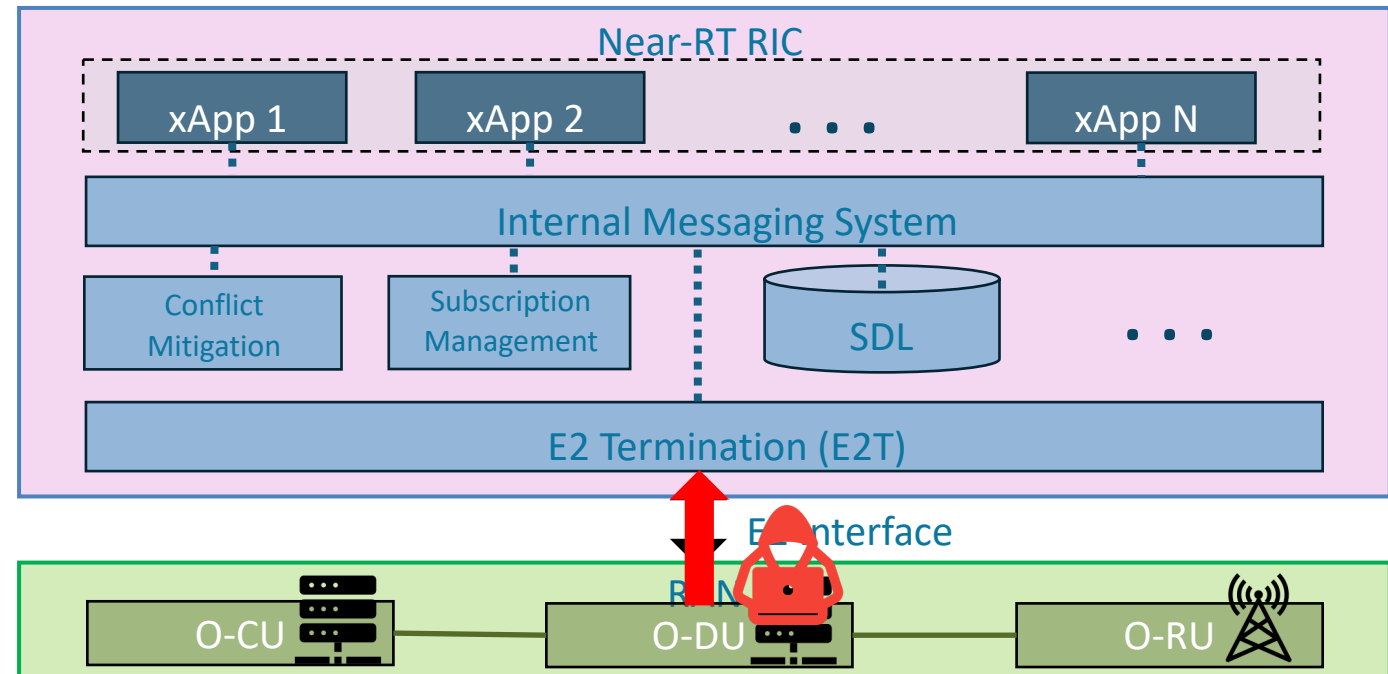 Near-RT RIC
xApp 1
xApp 2
. . .
xApp N
Internal Messaging System
Conflict
Mitigation
Subscription
Management
SDL
. . .
E2 Termination (E2T)
Interface
RAN
O-CU
O-DU
O-RU